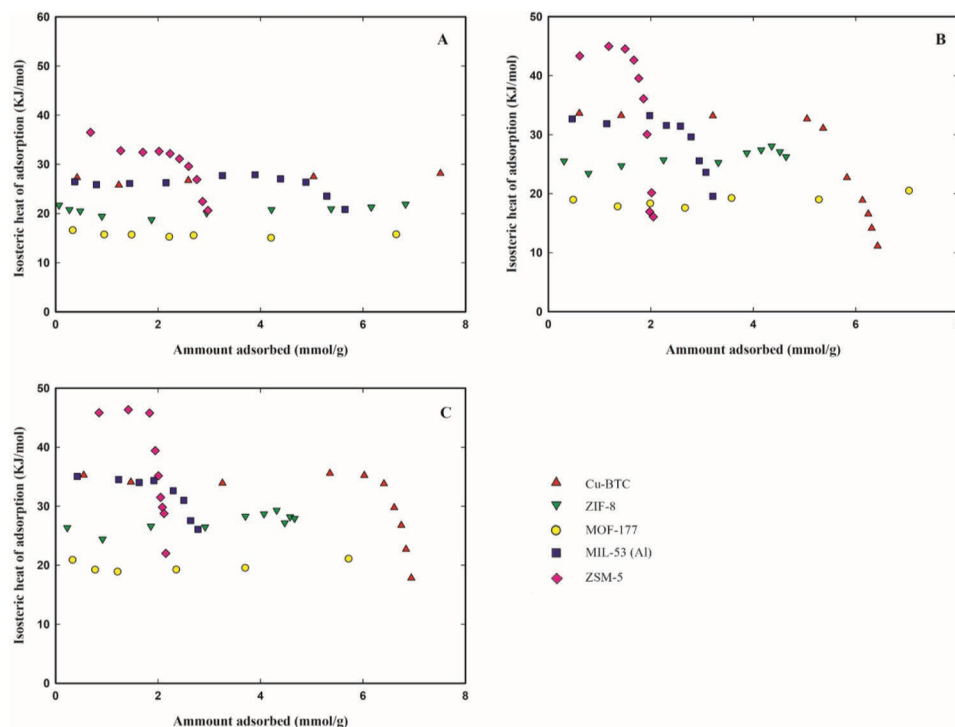 60
50
40
30
20
10
0
0 2 4 6 8
A
Isosteric heat of adsorption (KJ/mol)
Ammount adsorbed (mmol/g)
50
40
30
20
10
0
0 2 4 6
B
Isosteric heat of adsorption (KJ/mol)
Ammount adsorbed (mmol/g)
50
40
30
20
10
0
0 2 4 6 8
C
Isosteric heat of adsorption (KJ/mol)
Ammount adsorbed (mmol/g)
Cu-BTC
ZIF-8
MOF-177
MIL-53 (Al)
ZSM-5